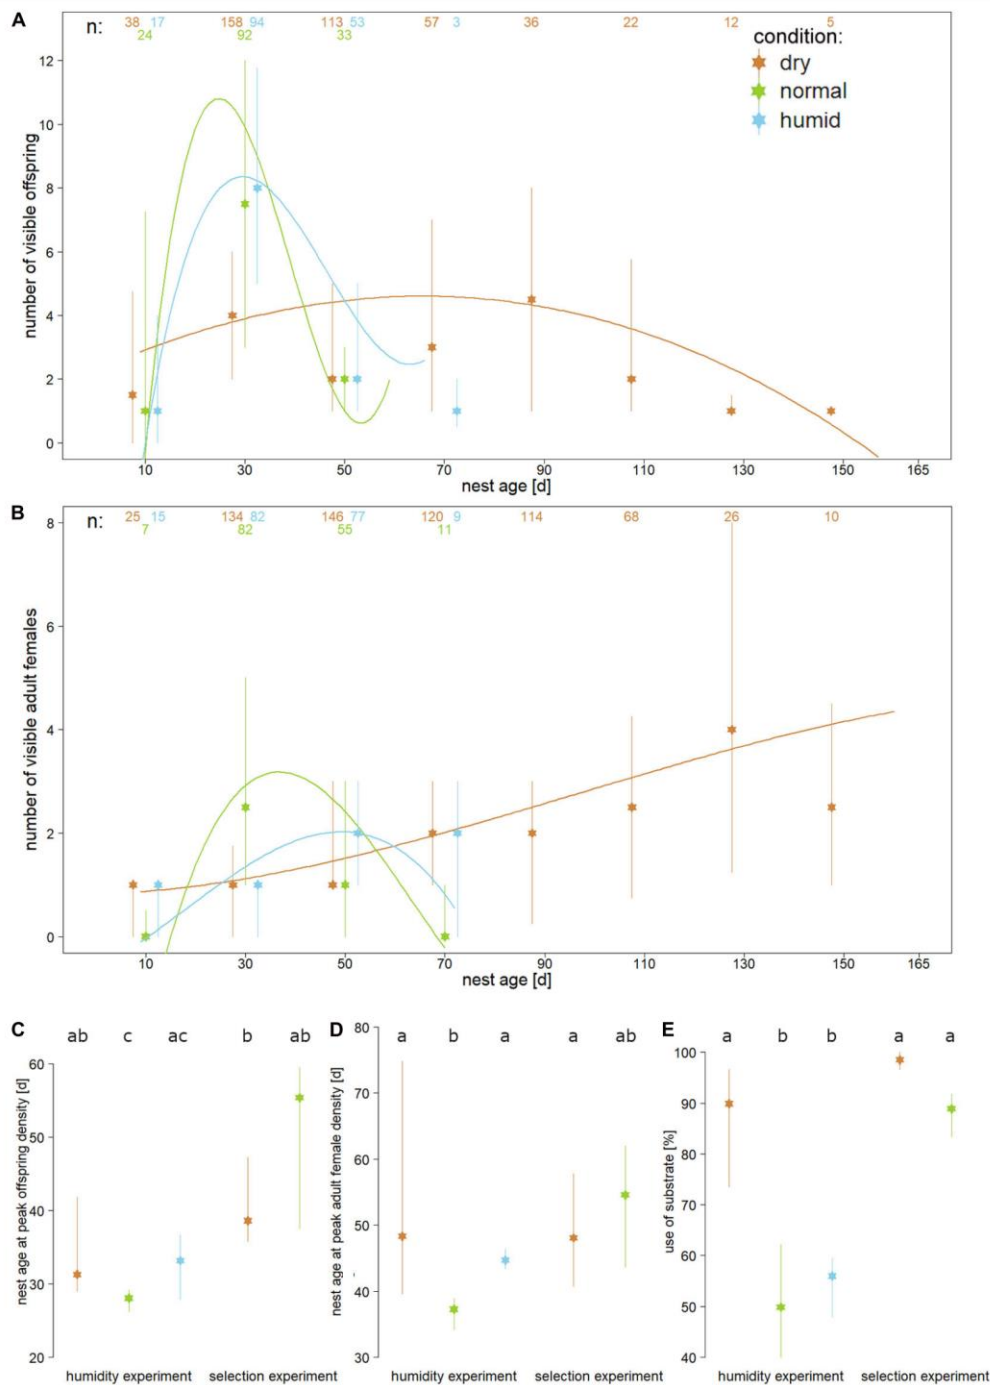 A
n:
38 17 158 94 113 53 57 3 36 22 12 5
24 92 33
condition:
dry
normal
humid
12
10
8
6
4
2
0
number of visible offspring
10 30 50 70 90 110 130 150 165
nest age [d]
B
n:
25 15 134 82 146 77 120 9 114 68 26 10
7 82 55 11
8
6
4
2
0
number of visible adult females
10 30 50 70 90 110 130 150 165
nest age [d]
C
ab c ac b ab
60
50
40
30
20
nest age at peak offspring density [d]
humidity experiment selection experiment
D
a b a a ab
80
70
60
50
40
30
nest age at peak adult female density [d]
humidity experiment selection experiment
E
a b b a a
100
90
80
70
60
50
40
use of substrate [%]
humidity experiment selection experiment